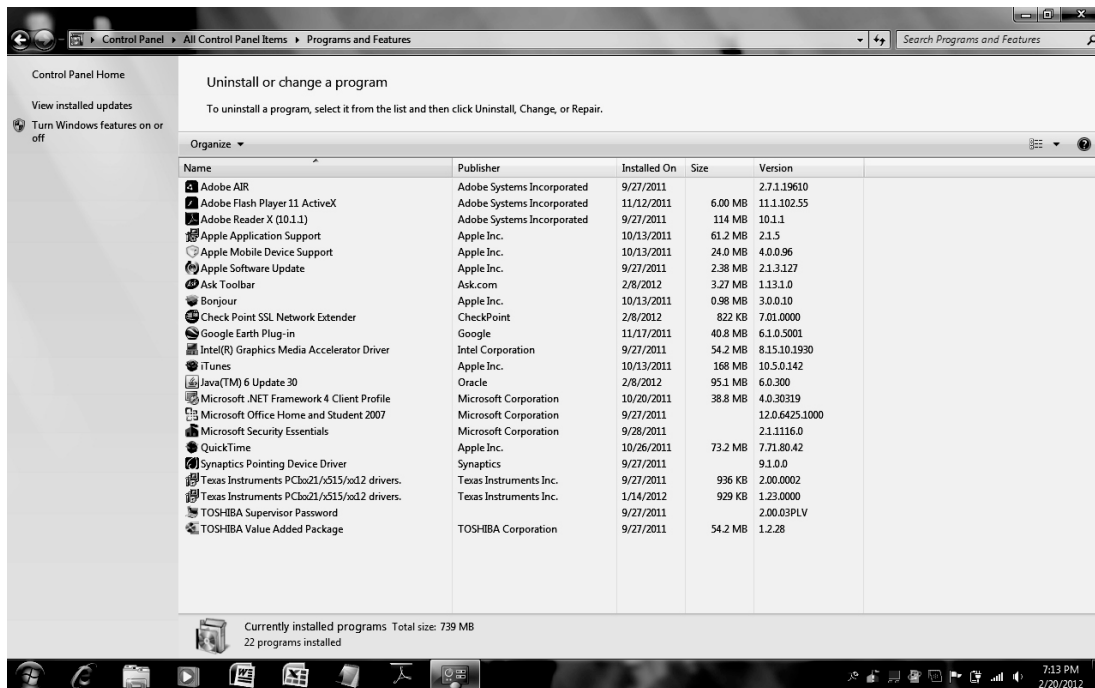 Control Panel ▸ All Control Panel Items ▸ Programs and Features
Search Programs and Features
Control Panel Home
View installed updates
Turn Windows features on or
off
Uninstall or change a program
To uninstall a program, select it from the list and then click Uninstall, Change, or Repair.
Organize
Name Publisher Installed On Size Version
Adobe AIR Adobe Systems Incorporated 9/27/2011 2.7.1.19610
Adobe Flash Player 11 ActiveX Adobe Systems Incorporated 11/12/2011 6.00 MB 11.1.102.55
Adobe Reader X (10.1.1) Adobe Systems Incorporated 9/27/2011 114 MB 10.1.1
Apple Application Support Apple Inc. 10/13/2011 61.2 MB 2.1.5
Apple Mobile Device Support Apple Inc. 10/13/2011 24.0 MB 4.0.0.96
Apple Software Update Apple Inc. 9/27/2011 2.38 MB 2.1.3.127
Ask Toolbar Ask.com 2/8/2012 3.27 MB 1.13.1.0
Bonjour Apple Inc. 10/13/2011 0.98 MB 3.0.0.10
Check Point SSL Network Extender CheckPoint 2/8/2012 822 KB 7.01.0000
Google Earth Plug-in Google 11/17/2011 40.8 MB 6.1.0.5001
Intel(R) Graphics Media Accelerator Driver Intel Corporation 9/27/2011 54.2 MB 8.15.10.1930
iTunes Apple Inc. 10/13/2011 168 MB 10.5.0.142
Java(TM) 6 Update 30 Oracle 2/8/2012 95.1 MB 6.0.300
Microsoft .NET Framework 4 Client Profile Microsoft Corporation 10/20/2011 38.8 MB 4.0.30319
Microsoft Office Home and Student 2007 Microsoft Corporation 9/27/2011 12.0.6425.1000
Microsoft Security Essentials Microsoft Corporation 9/28/2011 2.1.1116.0
QuickTime Apple Inc. 10/26/2011 73.2 MB 7.71.80.42
Synaptics Pointing Device Driver Synaptics 9/27/2011 9.1.0.0
Texas Instruments PCIxx21/x515/xx12 drivers. Texas Instruments Inc. 9/27/2011 936 KB 2.00.0002
Texas Instruments PCIxx21/x515/xx12 drivers. Texas Instruments Inc. 1/14/2012 929 KB 1.23.0000
TOSHIBA Supervisor Password 9/27/2011 2.00.03PLV
TOSHIBA Value Added Package TOSHIBA Corporation 9/27/2011 54.2 MB 1.2.28
Currently installed programs Total size: 739 MB
22 programs installed
7:13 PM
2/20/2012